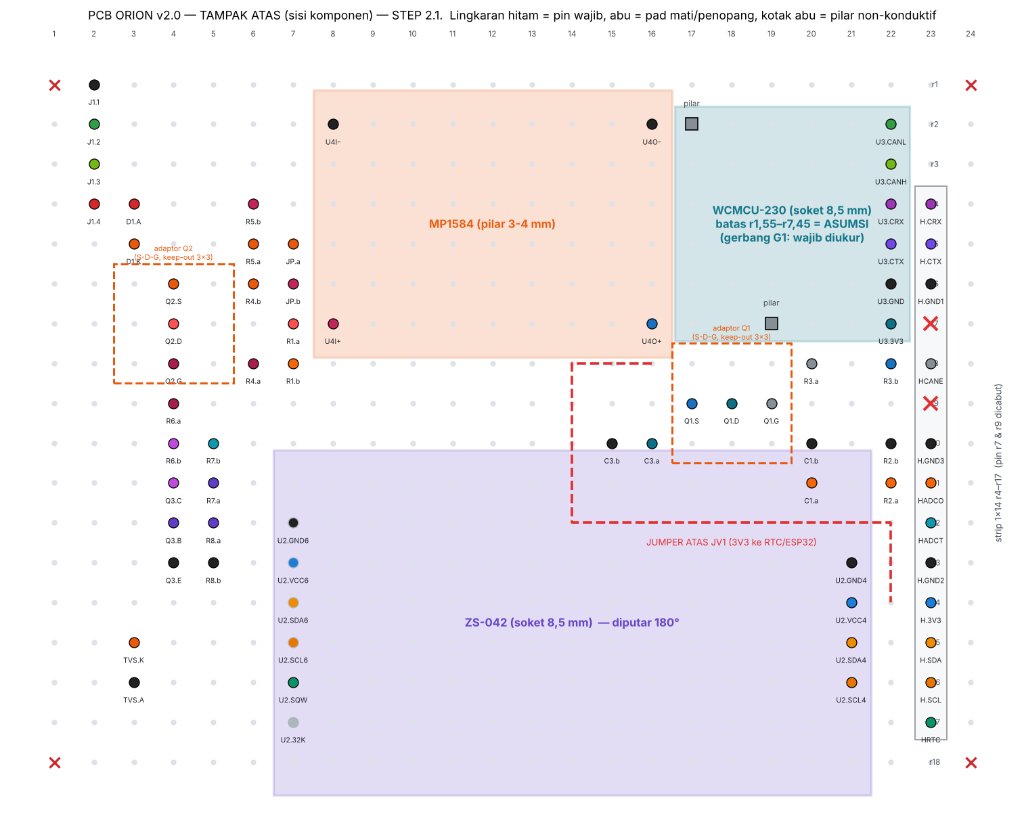 PCB ORION v2.0 — TAMPAK ATAS (sisi komponen) — STEP 2.1.  Lingkaran hitam = pin wajib, abu = pad mati/penopang, kotak abu = pilar non-konduktif
1 2 3 4 5 6 7 8 9 10 11 12 13 14 15 16 17 18 19 20 21 22 23 24
r1
J1.1
pilar
r2
J1.2 U4I- U4O- U3.CANL
r3
J1.3 U3.CANH
J1.4 D1.A R5.b U3.CRX H.CRX
MP1584 (pilar 3-4 mm)
WCMCU-230 (soket 8,5 mm)
batas r1,55–r7,45 = ASUMSI
(gerbang G1: wajib diukur)
adaptor Q2
(S-D-G, keep-out 3×3)
D1.K R5.a JP.a U3.CTX H.CTX
Q2.S R4.b JP.b U3.GND H.GND1
pilar
adaptor Q1
(S-D-G, keep-out 3×3)
Q2.D R1.a U4I+ U4O+ U3.3V3
Q2.G R4.a R1.b R3.a R3.b HCANE
R6.a Q1.S Q1.D Q1.G
R6.b R7.b C3.b C3.a C1.b R2.b H.GND3
Q3.C R7.a C1.a R2.a HADCO
Q3.B R8.a U2.GND6 HADCT
JUMPER ATAS JV1 (3V3 ke RTC/ESP32)
Q3.E R8.b U2.VCC6 U2.GND4 H.GND2
U2.SDA6 U2.VCC4 H.3V3
ZS-042 (soket 8,5 mm)  — diputar 180°
TVS.K U2.SCL6 U2.SDA4 H.SDA
TVS.A U2.SQW U2.SCL4 H.SCL
U2.32K HRTC
r18
strip 1×14 r4–r17  (pin r7 & r9 dicabut)